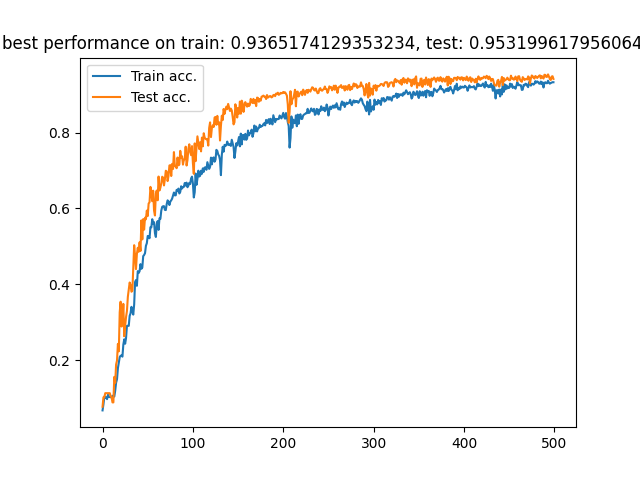 best performance on train: 0.9365174129353234, test: 0.953199617956064
Train acc.
Test acc.
0.8
0.6
0.4
0.2
0 100 200 300 400 500